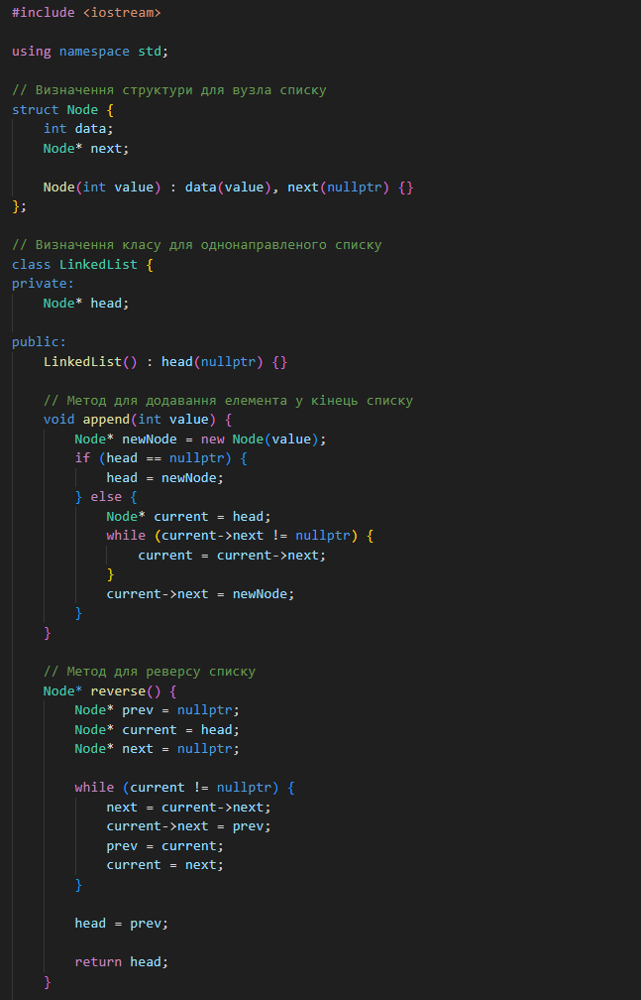 #include <iostream>
using namespace std;
// Визначення структури для вузла списку
struct Node {
    int data;
    Node* next;
    Node(int value) : data(value), next(nullptr) {}
};
// Визначення класу для однонаправленого списку
class LinkedList {
private:
    Node* head;
public:
    LinkedList() : head(nullptr) {}
    // Метод для додавання елемента у кінець списку
    void append(int value) {
        Node* newNode = new Node(value);
        if (head == nullptr) {
            head = newNode;
        } else {
            Node* current = head;
            while (current->next != nullptr) {
                current = current->next;
            }
            current->next = newNode;
        }
    }
    // Метод для реверсу списку
    Node* reverse() {
        Node* prev = nullptr;
        Node* current = head;
        Node* next = nullptr;
        while (current != nullptr) {
            next = current->next;
            current->next = prev;
            prev = current;
            current = next;
        }
        head = prev;
        return head;
    }